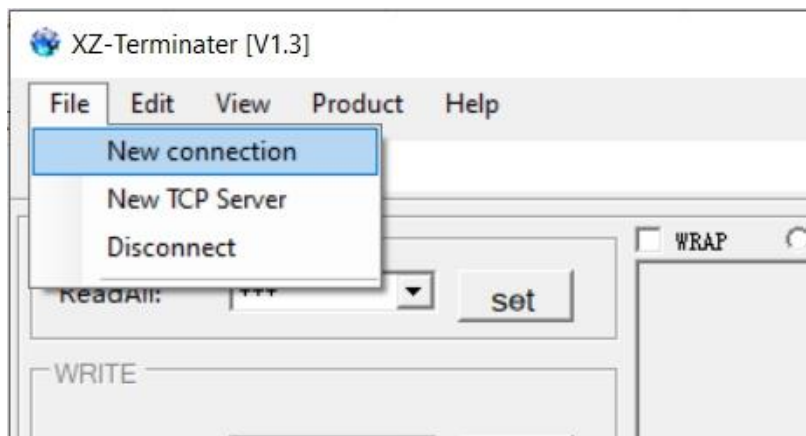 XZ-Terminater [V1.3]
File Edit View Product Help
New connection
New TCP Server
Disconnect
WRAP
ReadAll: +++ set
WRITE